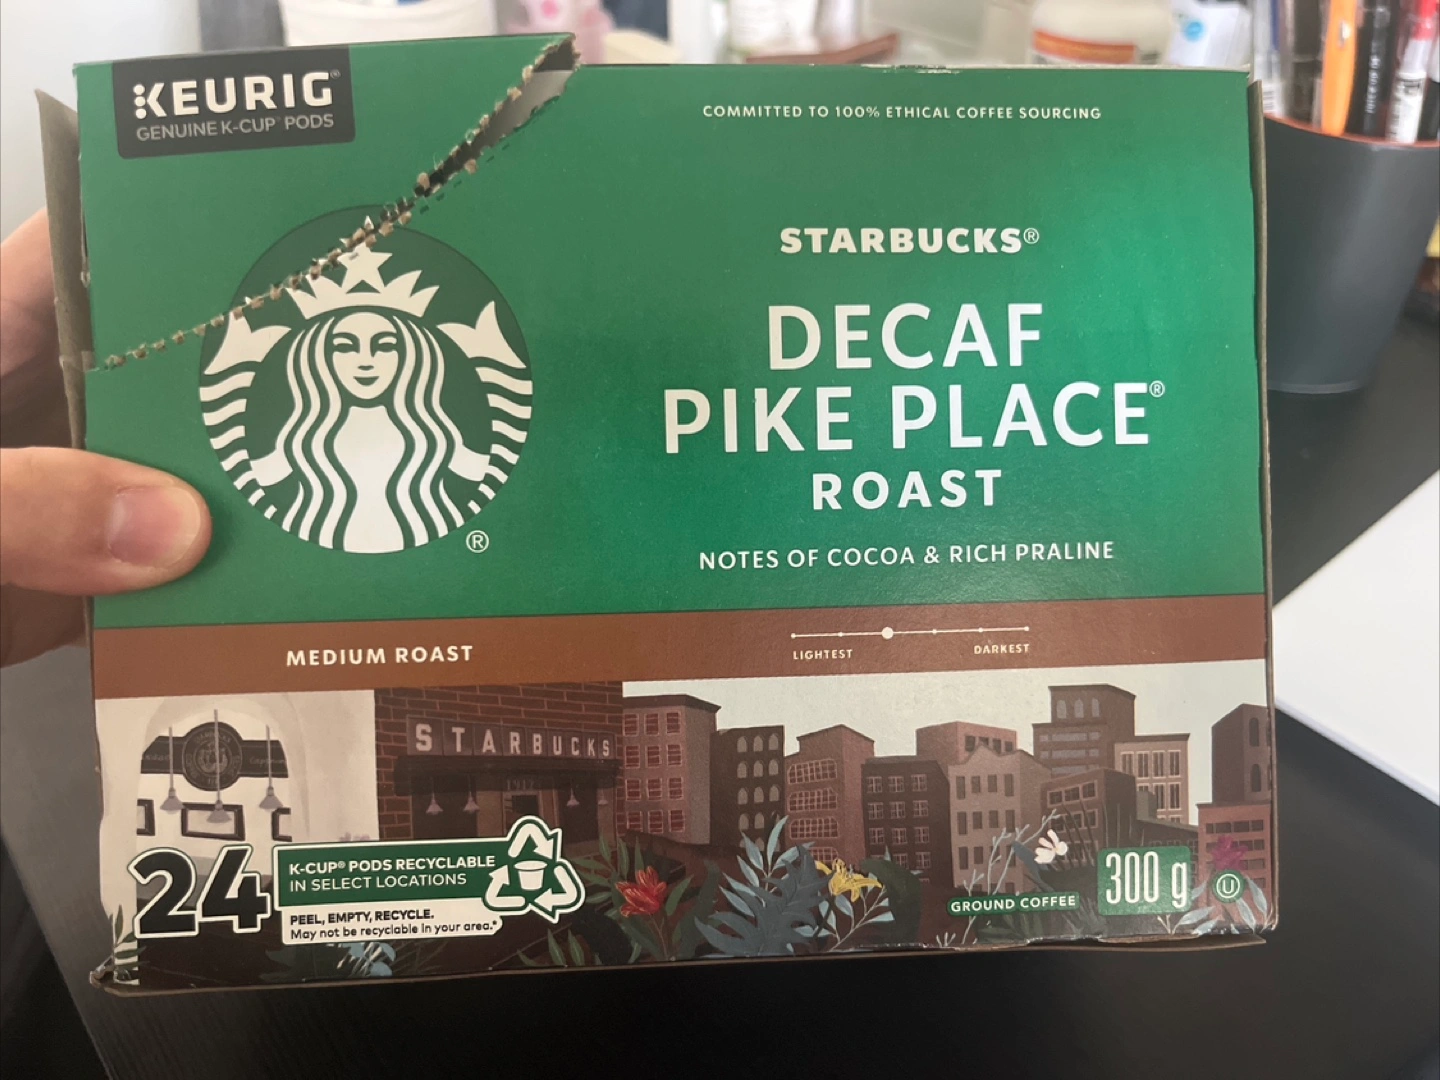 KEURIG®
GENUINE K-CUP® PODS
COMMITTED TO 100% ETHICAL COFFEE SOURCING
STARBUCKS®
DECAF
PIKE PLACE®
ROAST
®
NOTES OF COCOA & RICH PRALINE
MEDIUM ROAST
LIGHTEST
DARKEST
STARBUCKS
1912
24
K-CUP® PODS RECYCLABLE
IN SELECT LOCATIONS
PEEL, EMPTY, RECYCLE.
May not be recyclable in your area.*
GROUND COFFEE
300 g
U